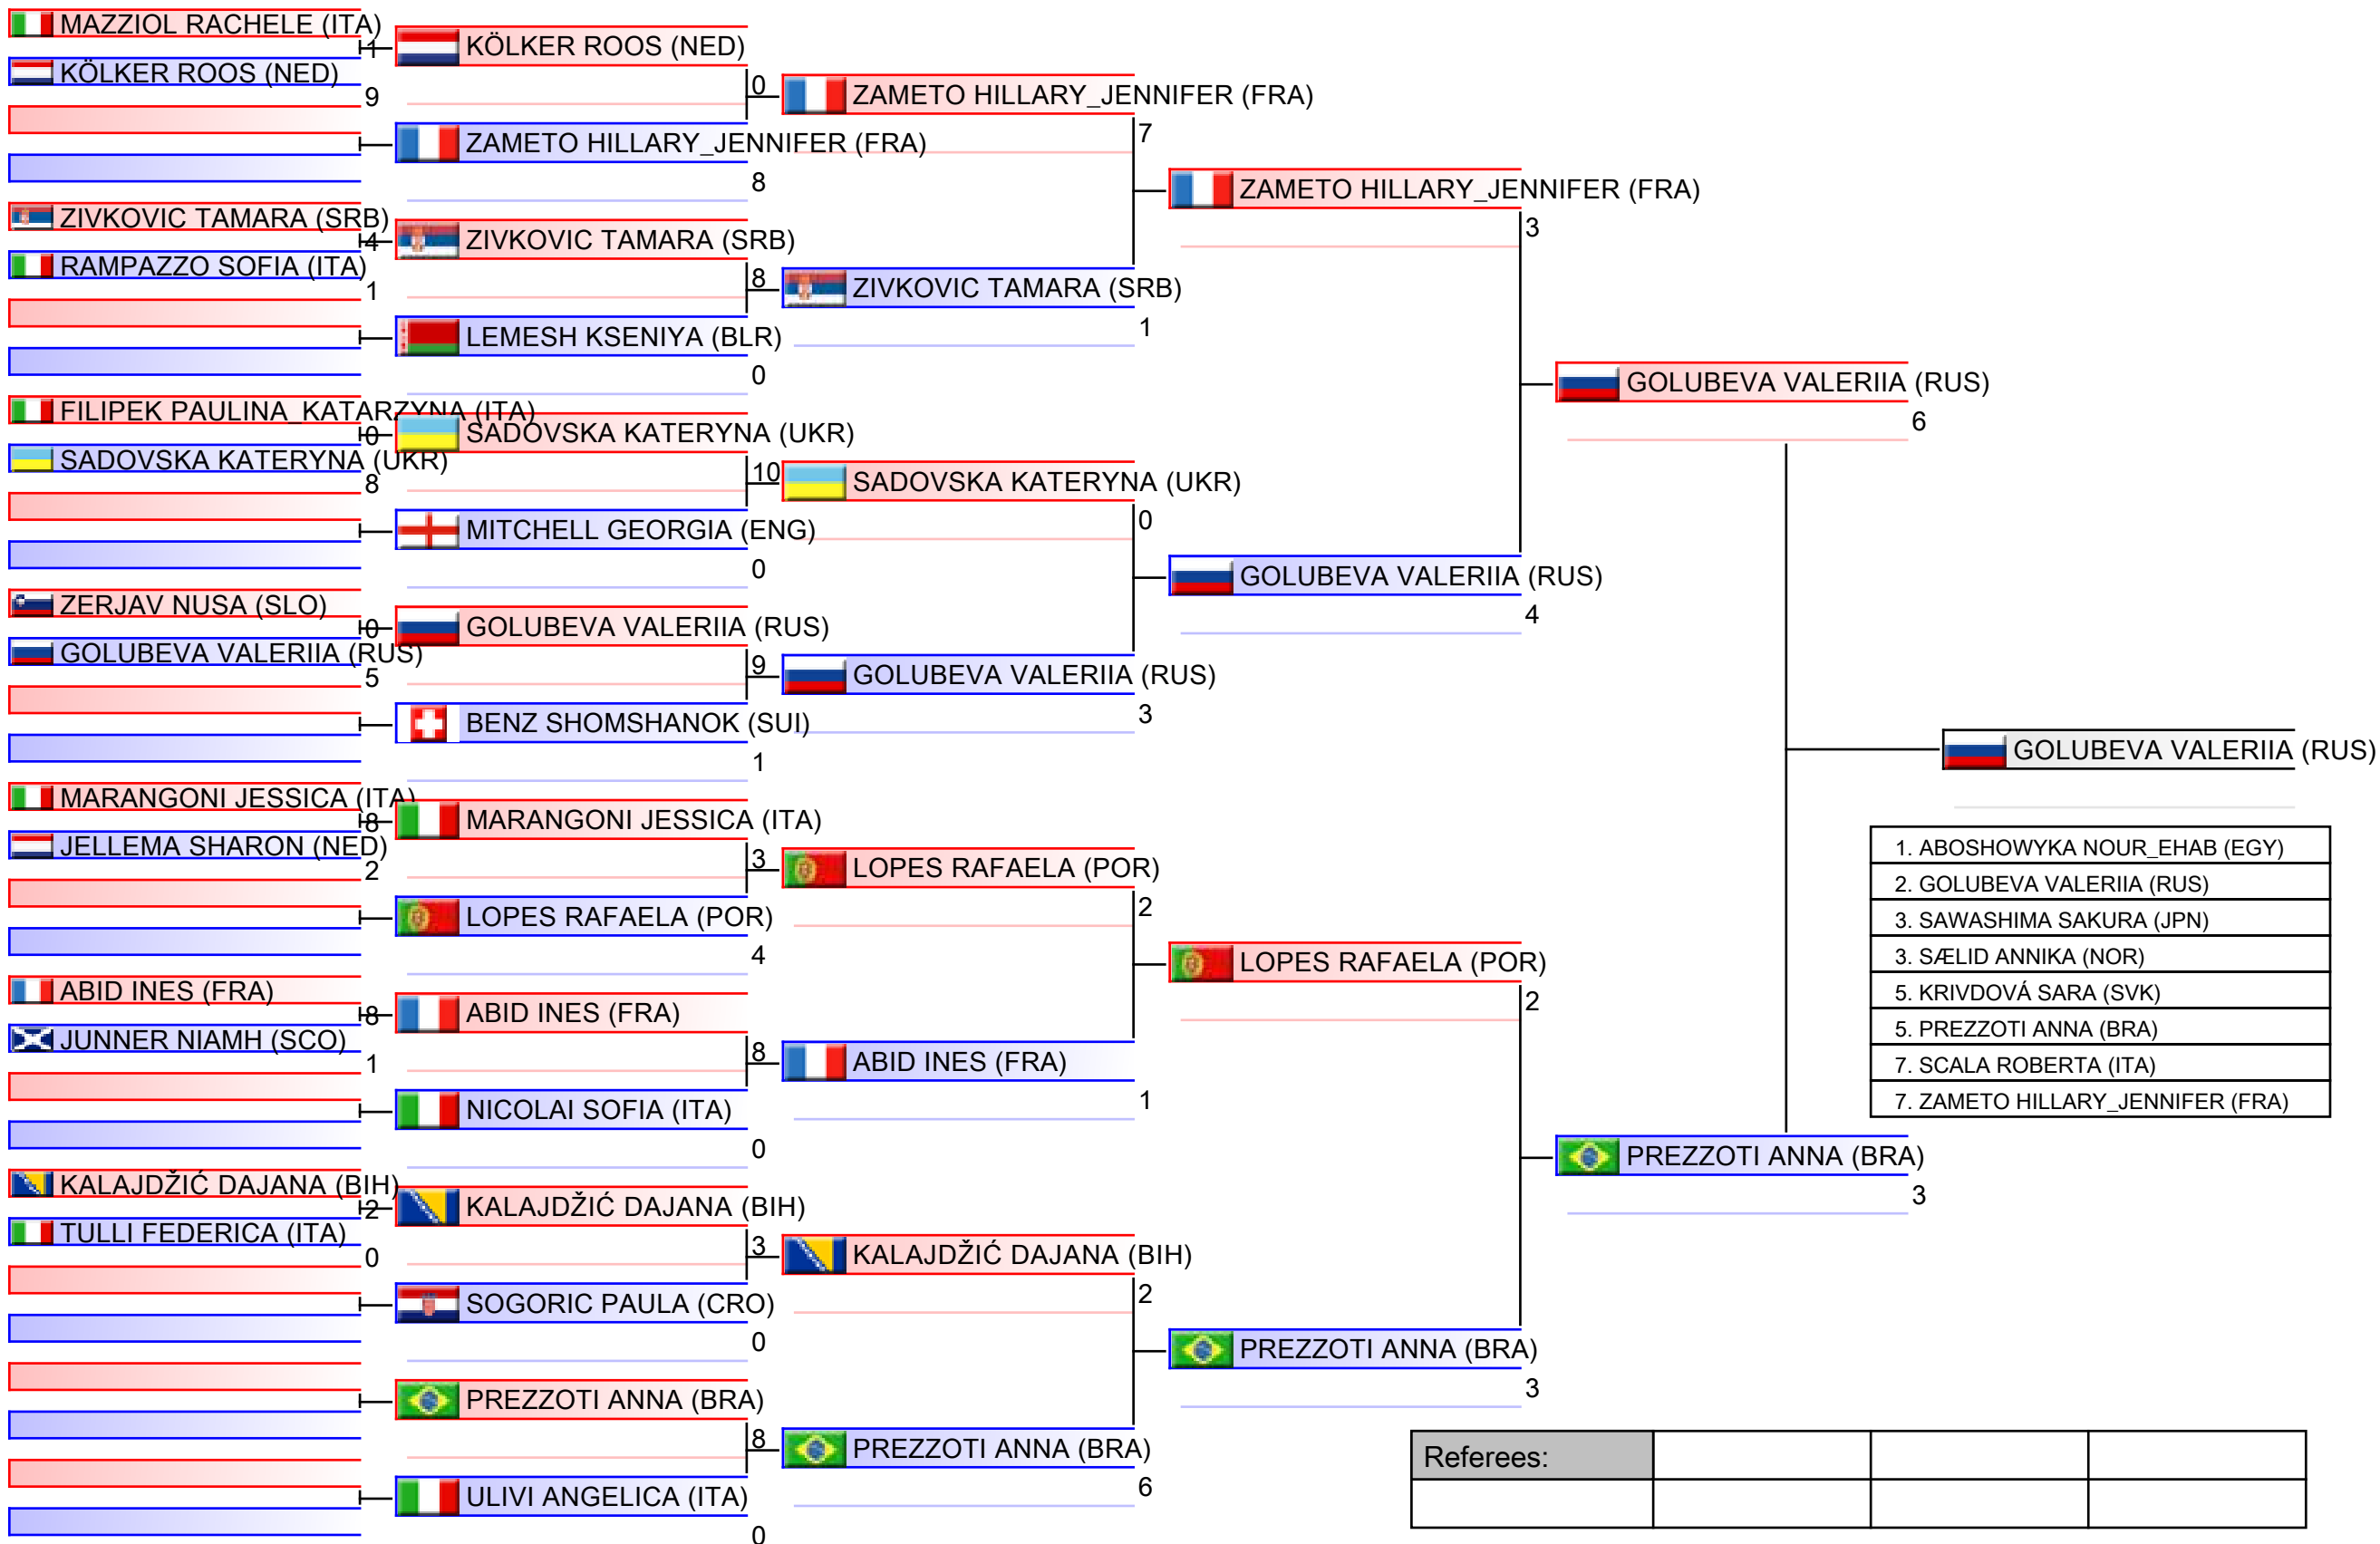 MAZZIOL RACHELE (ITA)
1
KÖLKER ROOS (NED)
9
ZIVKOVIC TAMARA (SRB)
4
RAMPAZZO SOFIA (ITA)
1
FILIPEK PAULINA_KATARZYNA (ITA)
0
SADOVSKA KATERYNA (UKR)
8
ZERJAV NUSA (SLO)
0
GOLUBEVA VALERIIA (RUS)
5
MARANGONI JESSICA (ITA)
8
JELLEMA SHARON (NED)
2
ABID INES (FRA)
8
JUNNER NIAMH (SCO)
1
KALAJDŽIĆ DAJANA (BIH)
2
TULLI FEDERICA (ITA)
0
KÖLKER ROOS (NED)
0
ZAMETO HILLARY_JENNIFER (FRA)
8
ZIVKOVIC TAMARA (SRB)
8
LEMESH KSENIYA (BLR)
0
SADOVSKA KATERYNA (UKR)
10
MITCHELL GEORGIA (ENG)
0
GOLUBEVA VALERIIA (RUS)
9
BENZ SHOMSHANOK (SUI)
1
MARANGONI JESSICA (ITA)
3
LOPES RAFAELA (POR)
4
ABID INES (FRA)
8
NICOLAI SOFIA (ITA)
0
KALAJDŽIĆ DAJANA (BIH)
3
SOGORIC PAULA (CRO)
0
PREZZOTI ANNA (BRA)
8
ULIVI ANGELICA (ITA)
0
ZAMETO HILLARY_JENNIFER (FRA)
7
ZIVKOVIC TAMARA (SRB)
1
SADOVSKA KATERYNA (UKR)
0
GOLUBEVA VALERIIA (RUS)
3
LOPES RAFAELA (POR)
2
ABID INES (FRA)
1
KALAJDŽIĆ DAJANA (BIH)
2
PREZZOTI ANNA (BRA)
6
ZAMETO HILLARY_JENNIFER (FRA)
3
GOLUBEVA VALERIIA (RUS)
4
LOPES RAFAELA (POR)
2
PREZZOTI ANNA (BRA)
3
GOLUBEVA VALERIIA (RUS)
6
PREZZOTI ANNA (BRA)
3
GOLUBEVA VALERIIA (RUS)
1. ABOSHOWYKA NOUR_EHAB (EGY)
2. GOLUBEVA VALERIIA (RUS)
3. SAWASHIMA SAKURA (JPN)
3. SÆLID ANNIKA (NOR)
5. KRIVDOVÁ SARA (SVK)
5. PREZZOTI ANNA (BRA)
7. SCALA ROBERTA (ITA)
7. ZAMETO HILLARY_JENNIFER (FRA)
Referees: